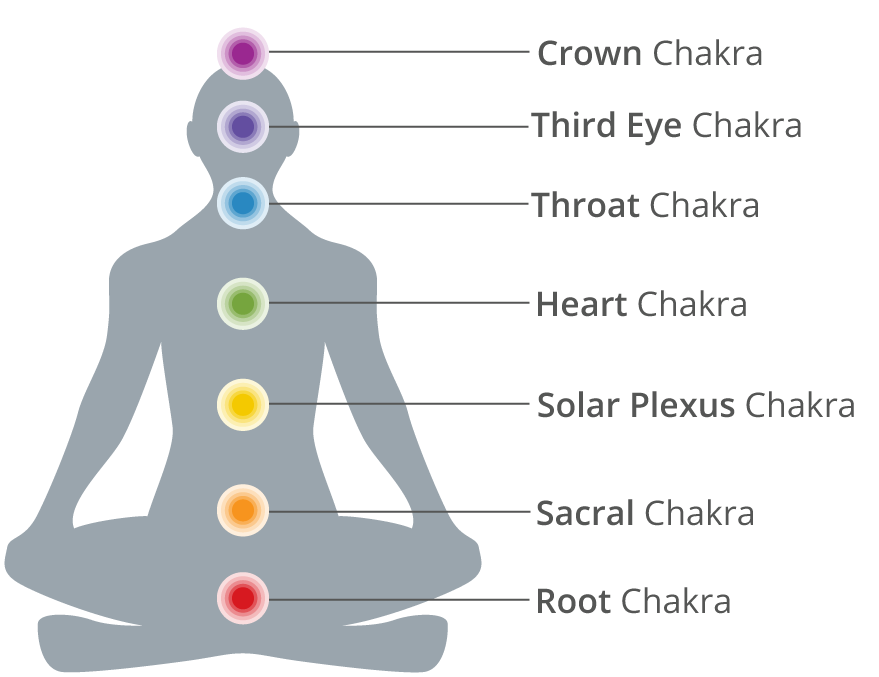 Crown Chakra
Third Eye Chakra
Throat Chakra
Heart Chakra
Solar Plexus Chakra
Sacral Chakra
Root Chakra